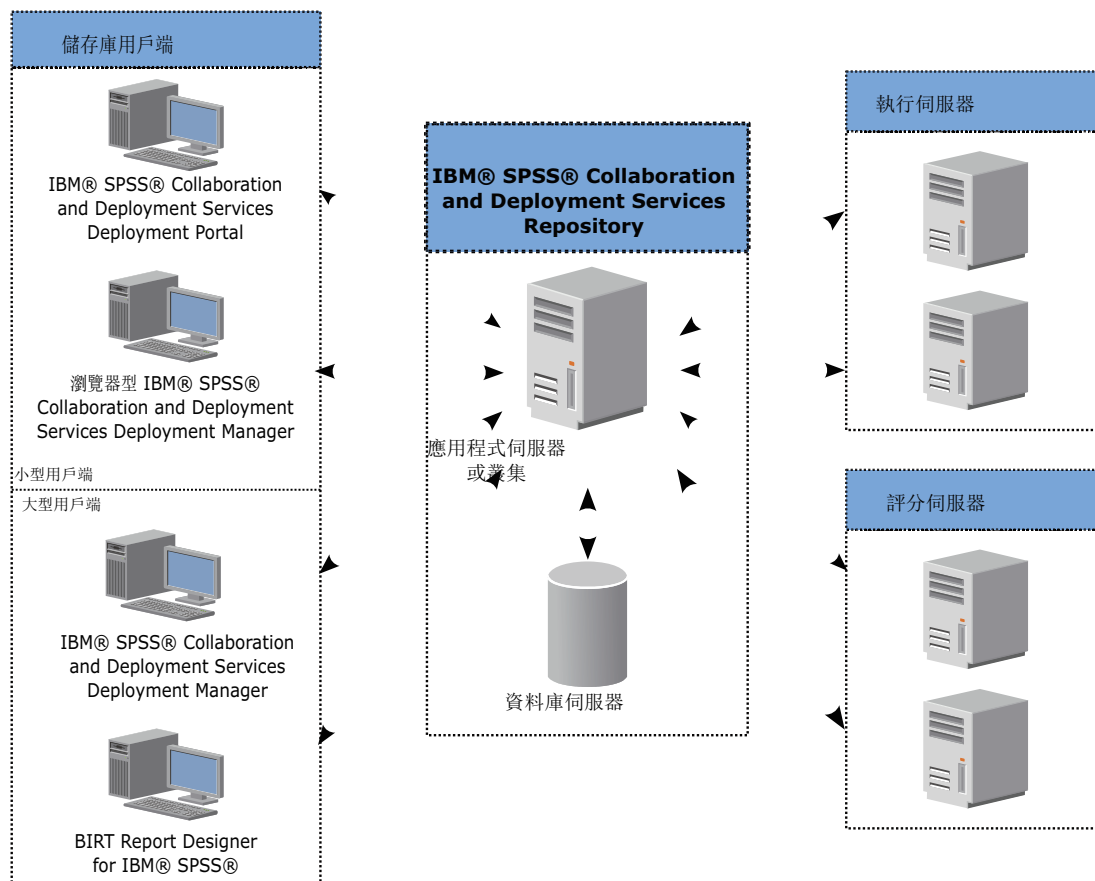 儲存庫用戶端
IBM® SPSS® Collaboration
and Deployment Services
Deployment Portal
瀏覽器型 IBM® SPSS®
Collaboration and Deployment
Services Deployment Manager
小型用戶端
大型用戶端
IBM® SPSS® Collaboration
and Deployment Services
Deployment Manager
BIRT Report Designer
for IBM® SPSS®
IBM® SPSS® Collaboration
and Deployment Services
Repository
應用程式伺服器
或叢集
資料庫伺服器
執行伺服器
評分伺服器